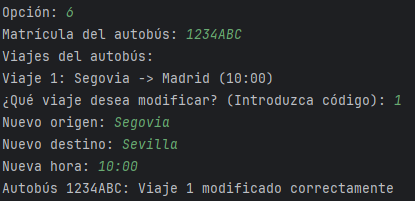 Opción: 6
Matrícula del autobús: 1234ABC
Viajes del autobús:
Viaje 1: Segovia -> Madrid (10:00)
¿Qué viaje desea modificar? (Introduzca código): 1
Nuevo origen: Segovia
Nuevo destino: Sevilla
Nueva hora: 10:00
Autobús 1234ABC: Viaje 1 modificado correctamente